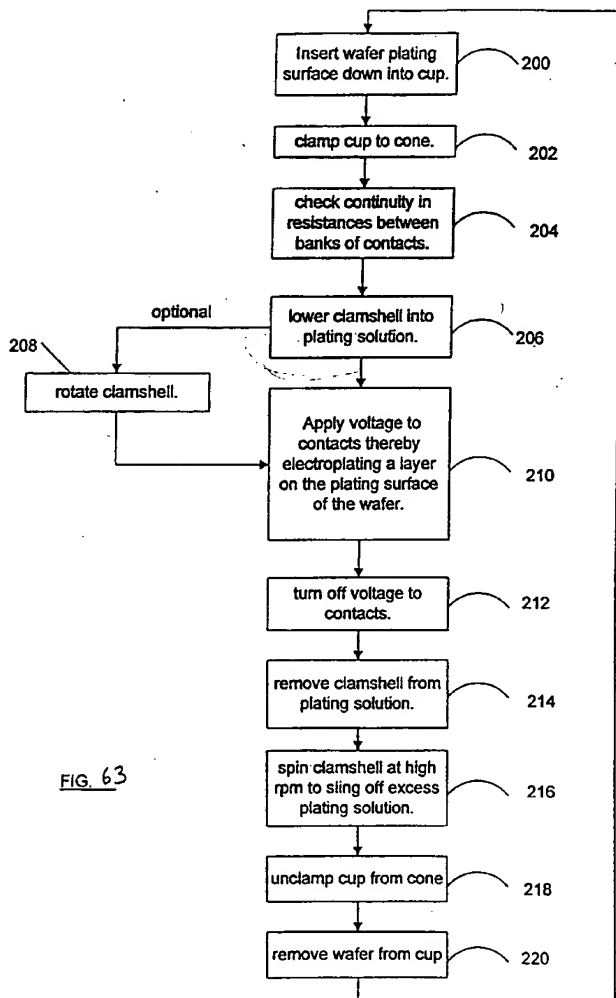 Insert wafer plating
surface down into cup.
200
clamp cup to cone.
202
check continuity in
resistances between
banks of contacts.
204
optional
lower clamshell into
plating solution.
206
208
rotate clamshell.
Apply voltage to
contacts thereby
electroplating a layer
on the plating surface
of the wafer.
210
turn off voltage to
contacts.
212
remove clamshell from
plating solution.
214
spin clamshell at high
rpm to sling off excess
plating solution.
216
FIG. 63
unclamp cup from cone
218
remove wafer from cup
220